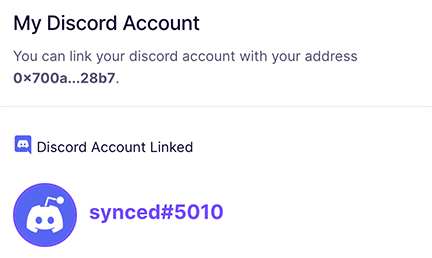 My Discord Account
You can link your discord account with your address
0x700a...28b7.
Discord Account Linked
synced#5010